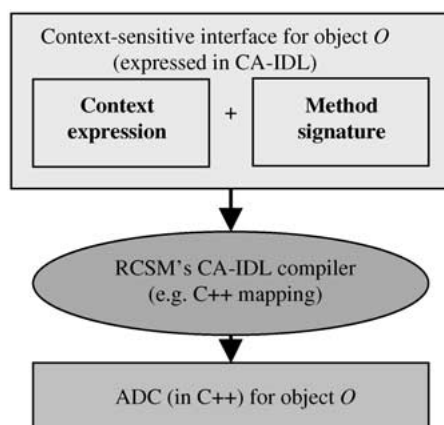 Context-sensitive interface for object O
(expressed in CA-IDL)
Context
expression
+
Method
signature
RCSM's CA-IDL compiler
(e.g. C++ mapping)
ADC (in C++) for object O